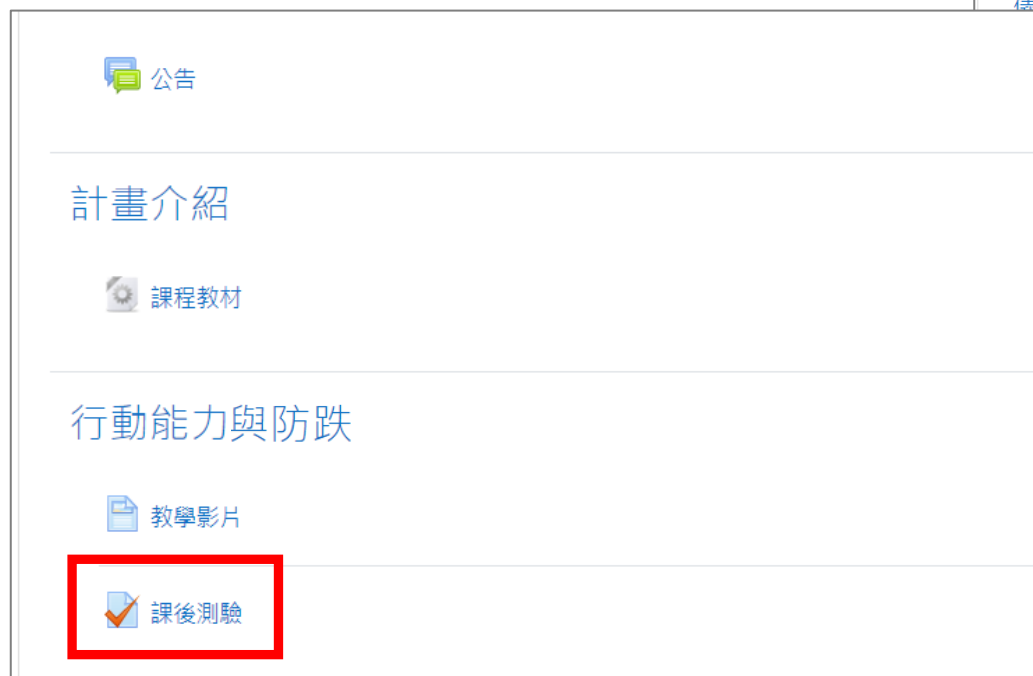 公告
計畫介紹
課程教材
行動能力與防跌
教學影片
課後測驗